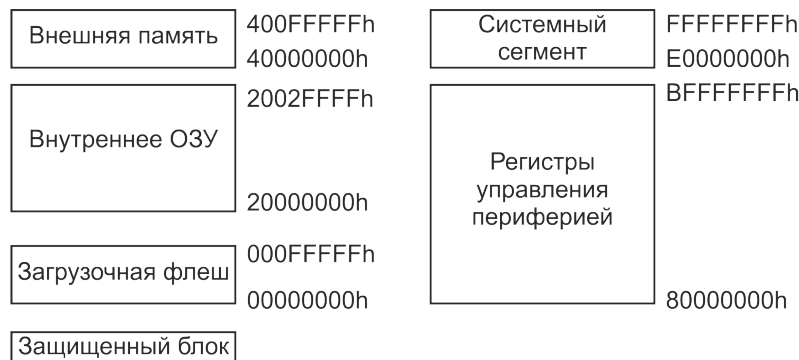 Внешняя память
400FFFFFh
40000000h
Внутреннее ОЗУ
2002FFFFh
20000000h
Загрузочная флеш
000FFFFFh
00000000h
Защищенный блок
Системный
сегмент
FFFFFFFFh
E0000000h
Регистры
управления
периферией
BFFFFFFFh
80000000h